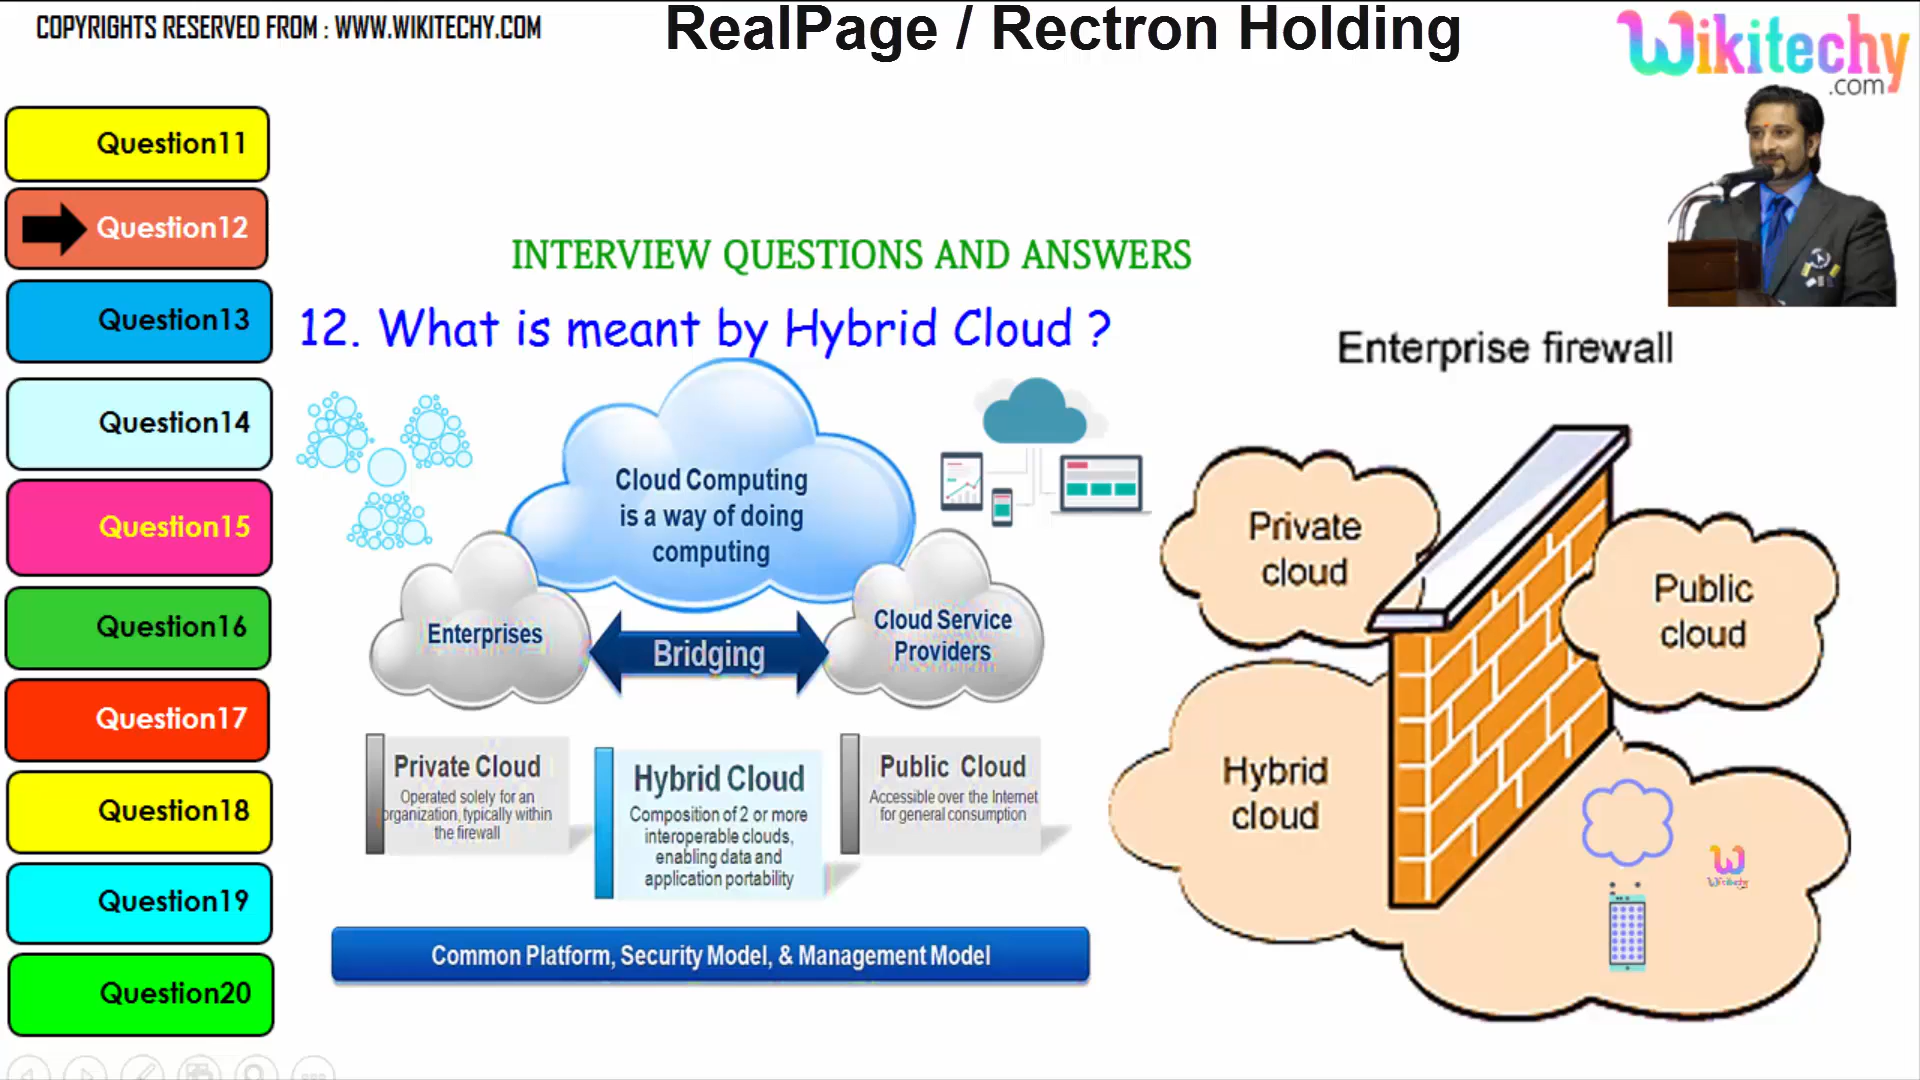 COPYRIGHTS RESERVED FROM : WWW.WIKITECHY.COM
RealPage / Rectron Holding
Wikitechy
.com
Question11
Question12
Question13
Question14
Question15
Question16
Question17
Question18
Question19
Question20
INTERVIEW QUESTIONS AND ANSWERS
12. What is meant by Hybrid Cloud ?
Cloud Computing
is a way of doing
computing
Enterprises
Bridging
Cloud Service
Providers
Private Cloud
Operated solely for an
organization, typically within
the firewall
Hybrid Cloud
Composition of 2 or more
interoperable clouds,
enabling data and
application portability
Public Cloud
Accessible over the Internet
for general consumption
Common Platform, Security Model, & Management Model
Enterprise firewall
Private
cloud
Public
cloud
Hybrid
cloud
Wikitechy